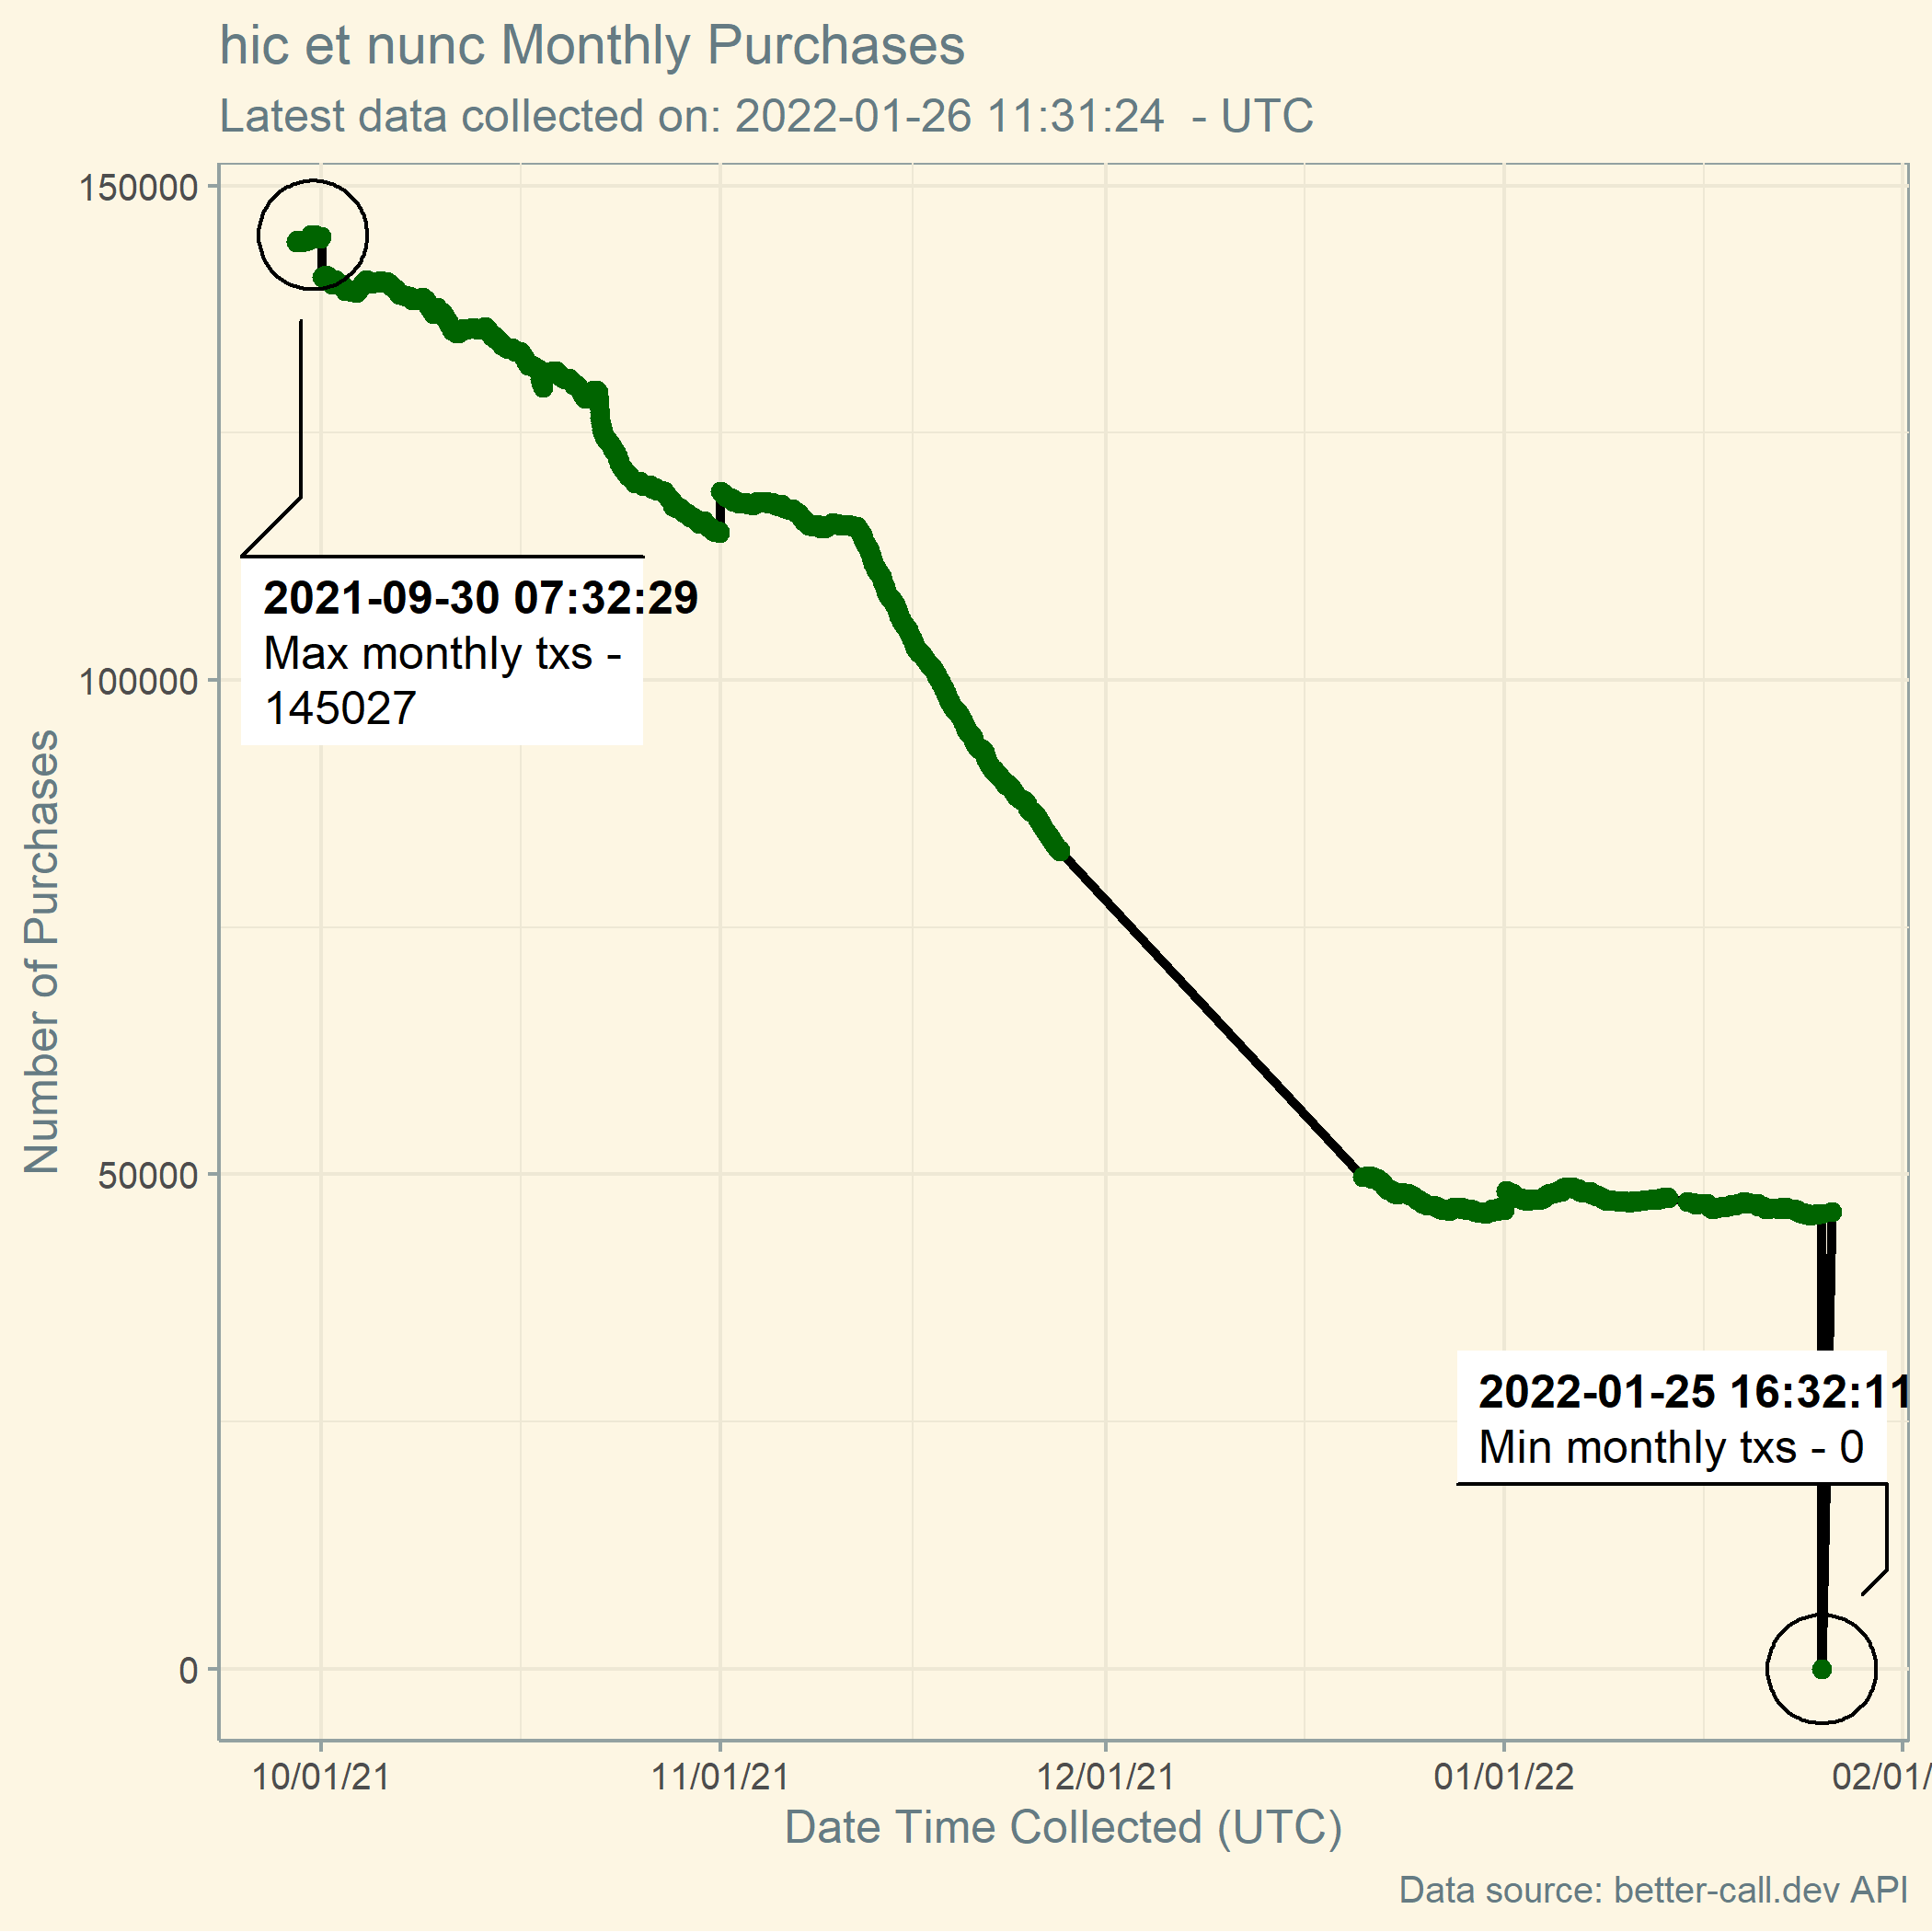 hic et nunc Monthly Purchases
Latest data collected on: 2022-01-26 11:31:24  - UTC
Number of Purchases
150000
100000
50000
0
2021-09-30 07:32:29
Max monthly txs -
145027
2022-01-25 16:32:11
Min monthly txs - 0
10/01/21 11/01/21 12/01/21 01/01/22 02/01/
Date Time Collected (UTC)
Data source: better-call.dev API